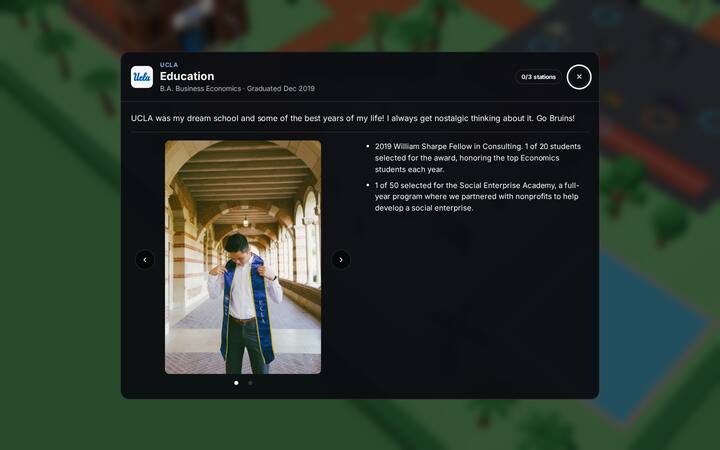 UCLA
Ucla
Education
B.A. Business Economics · Graduated Dec 2019
0/3 stations
×
UCLA was my dream school and some of the best years of my life! I always get nostalgic thinking about it. Go Bruins!
• 2019 William Sharpe Fellow in Consulting. 1 of 20 students
selected for the award, honoring the top Economics
students each year.
• 1 of 50 selected for the Social Enterprise Academy, a full-
year program where we partnered with nonprofits to help
develop a social enterprise.
‹
›
UCLA